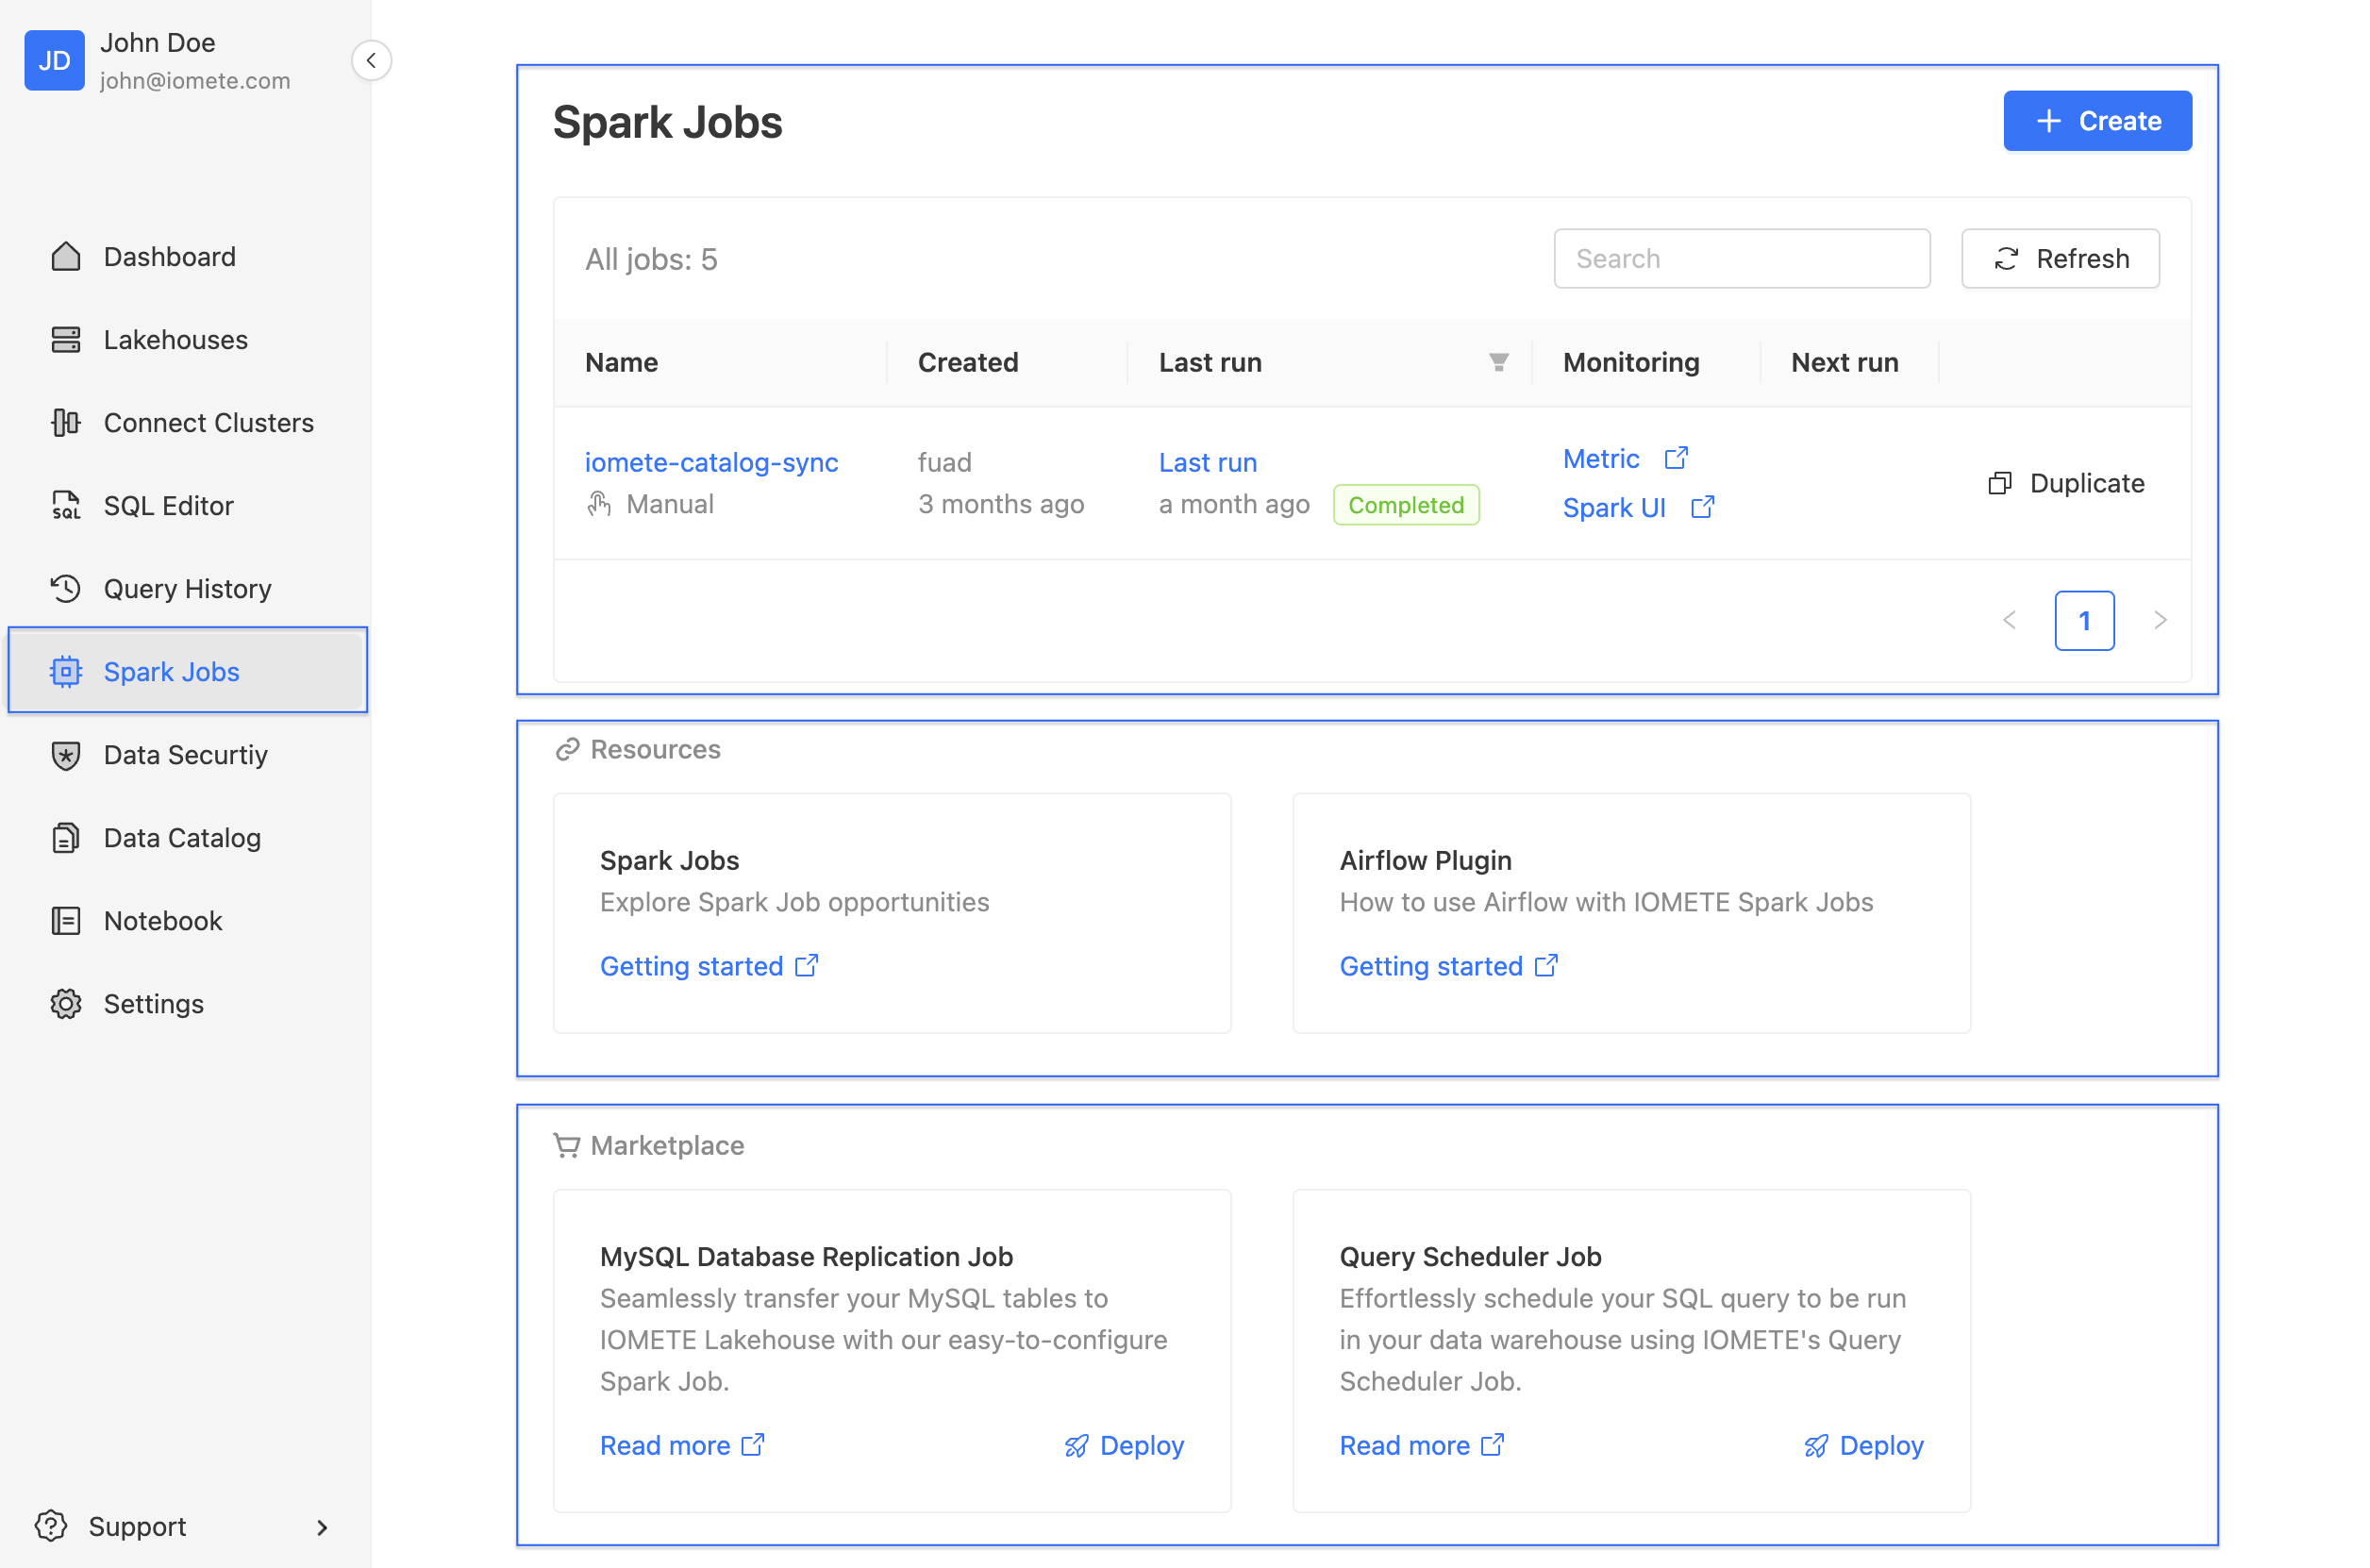 JD
John Doe
john@iomete.com
Dashboard
Lakehouses
Connect Clusters
SQL Editor
Query History
Spark Jobs
Data Securtiy
Data Catalog
Notebook
Settings
Support
Spark Jobs
Create
All jobs: 5
Search
Refresh
Name Created Last run Monitoring Next run
iomete-catalog-sync fuad Last run Metric
Manual 3 months ago a month ago Completed Spark UI Duplicate
1
Resources
Spark Jobs
Explore Spark Job opportunities
Getting started
Airflow Plugin
How to use Airflow with IOMETE Spark Jobs
Getting started
Marketplace
MySQL Database Replication Job
Seamlessly transfer your MySQL tables to
IOMETE Lakehouse with our easy-to-configure
Spark Job.
Read more Deploy
Query Scheduler Job
Effortlessly schedule your SQL query to be run
in your data warehouse using IOMETE's Query
Scheduler Job.
Read more Deploy